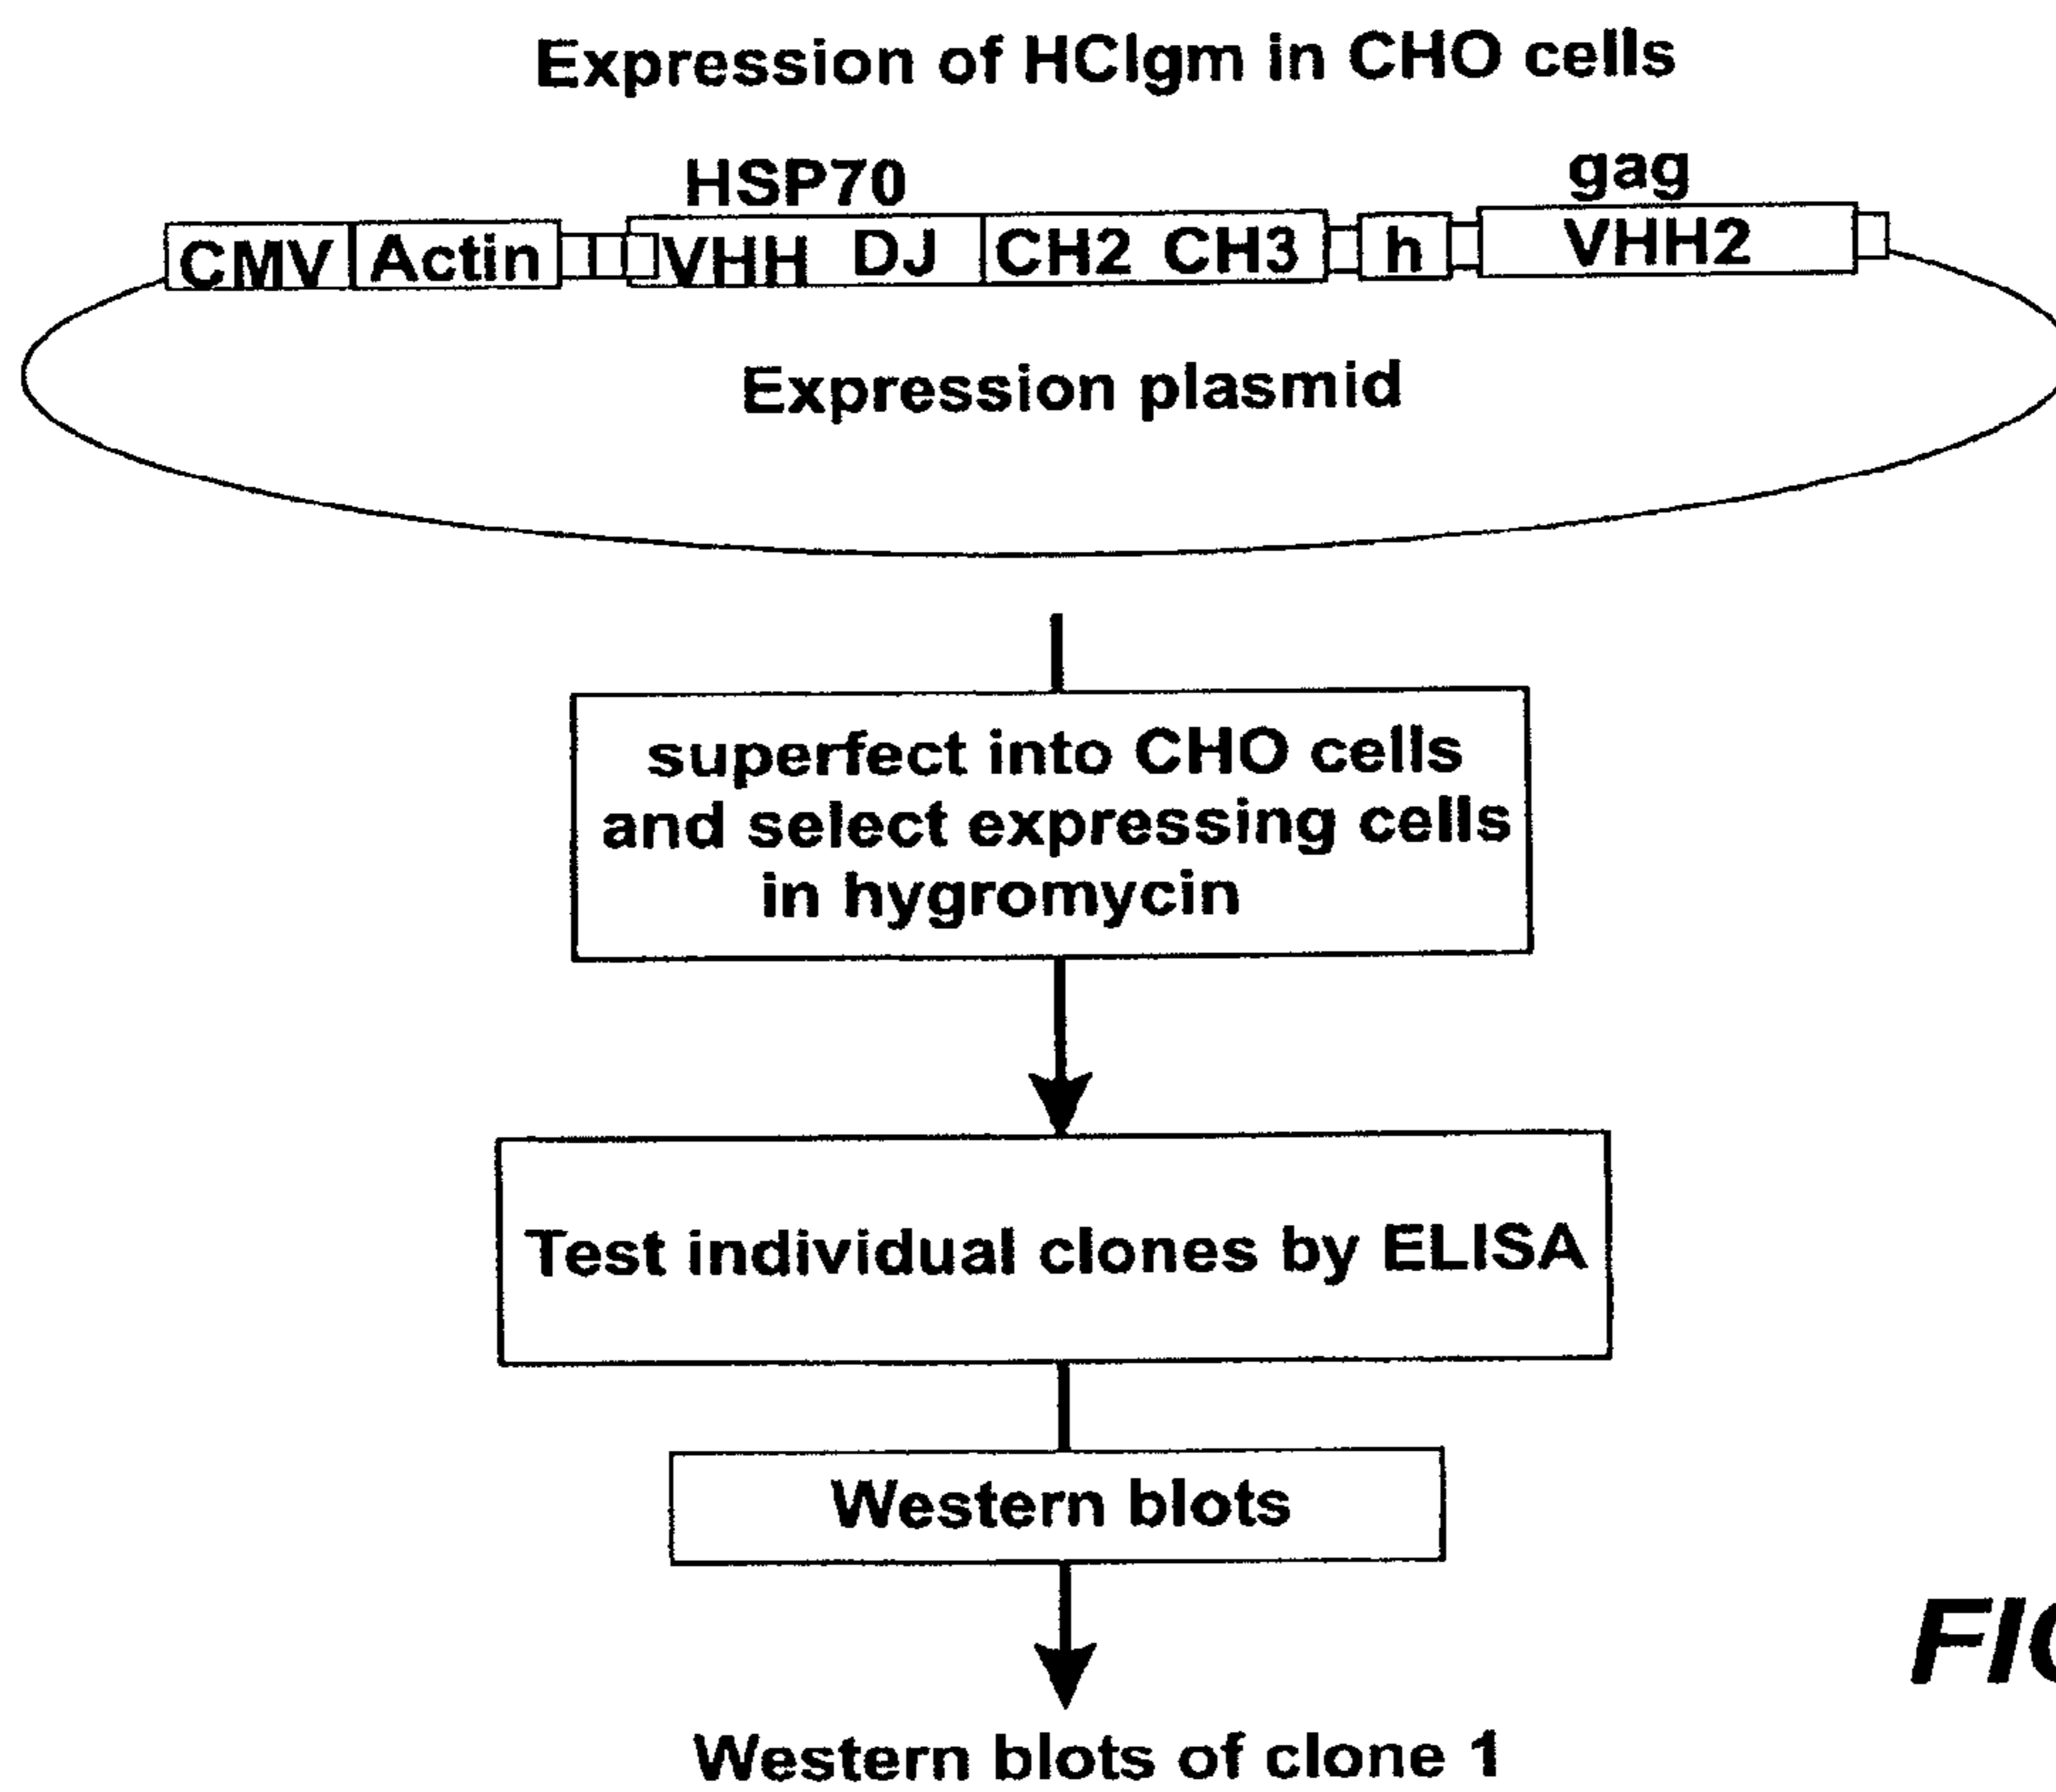 Expression of HCIgm in CHO cells
HSP70 gag
CMV Actin VHH DJ CH2 CH3 h VHH2
Expression plasmid
superfect into CHO cells
and select expressing cells
in hygromycin
Test individual clones by ELISA
Western blots
Western blots of clone 1